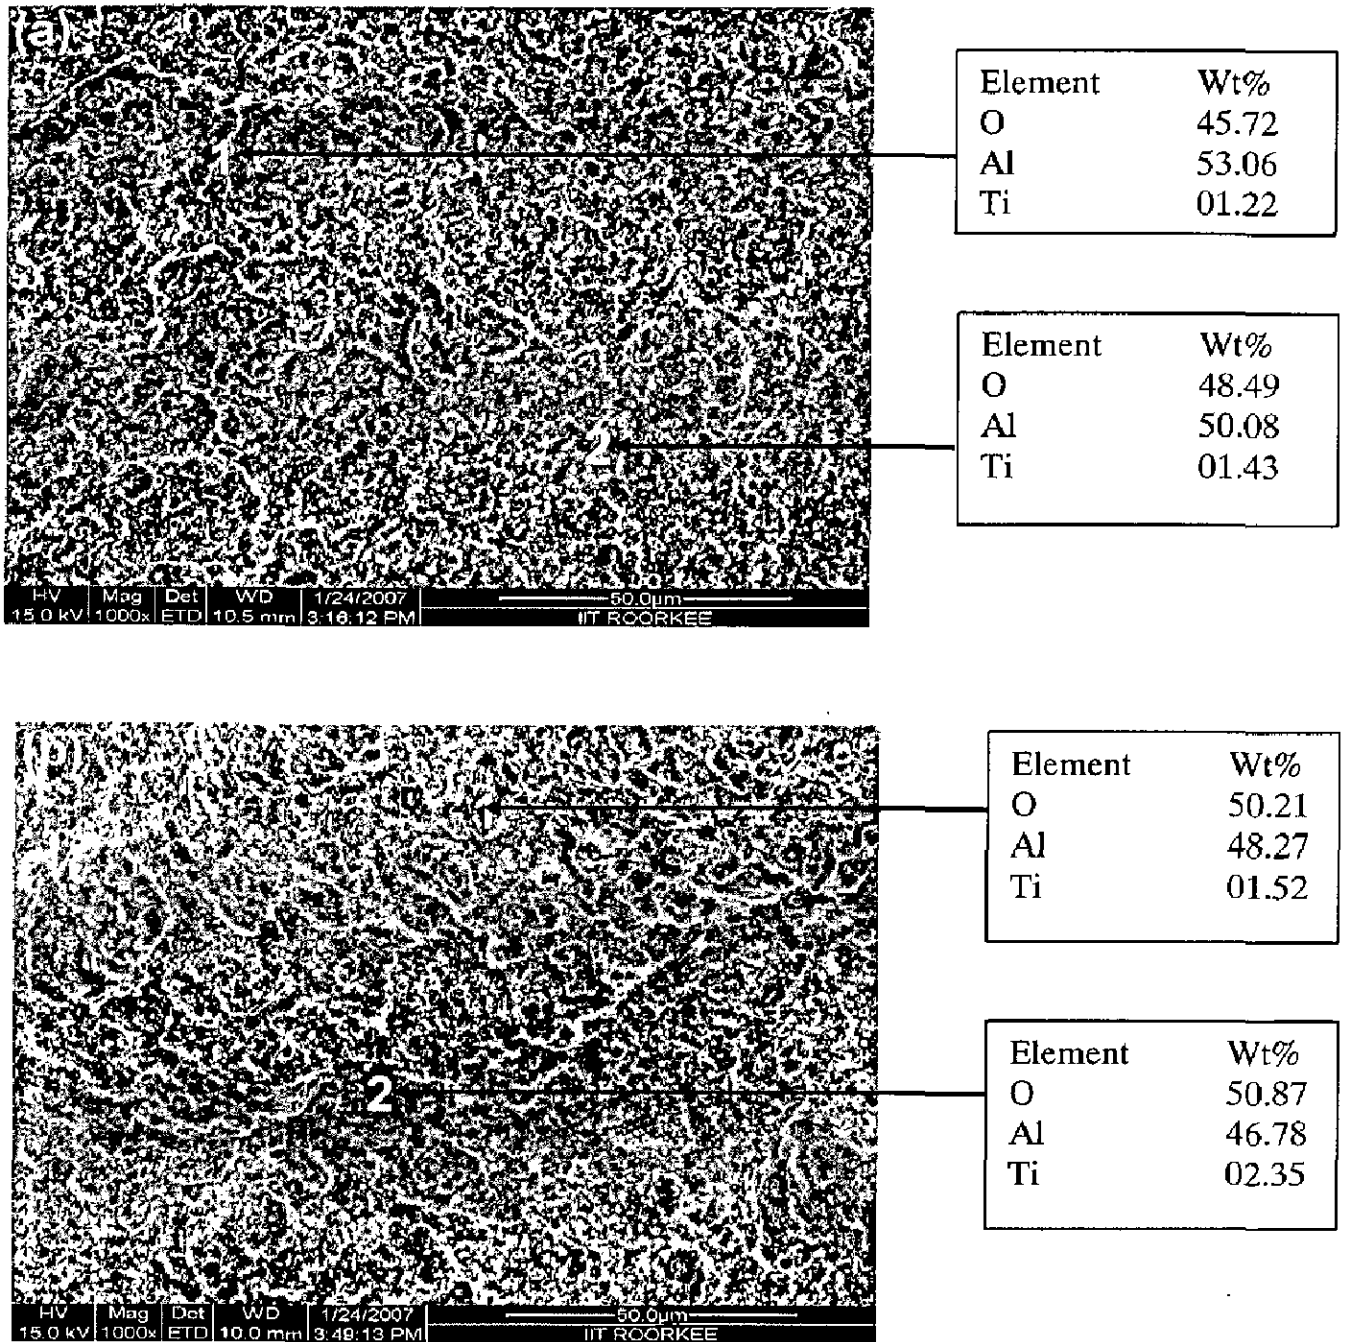 (a)
Element Wt%
O 45.72
Al 53.06
Ti 01.22
1
Element Wt%
O 48.49
Al 50.08
Ti 01.43
2
HV Mag Det WD 1/24/2007 50.0µm
15.0 kV 1000x ETD 10.5 mm 3:16:12 PM IIT ROORKEE
(b)
Element Wt%
O 50.21
Al 48.27
Ti 01.52
1
Element Wt%
O 50.87
Al 46.78
Ti 02.35
2
HV Mag Det WD 1/24/2007 50.0µm
15.0 kV 1000x ETD 10.0 mm 3:49:13 PM IIT ROORKEE